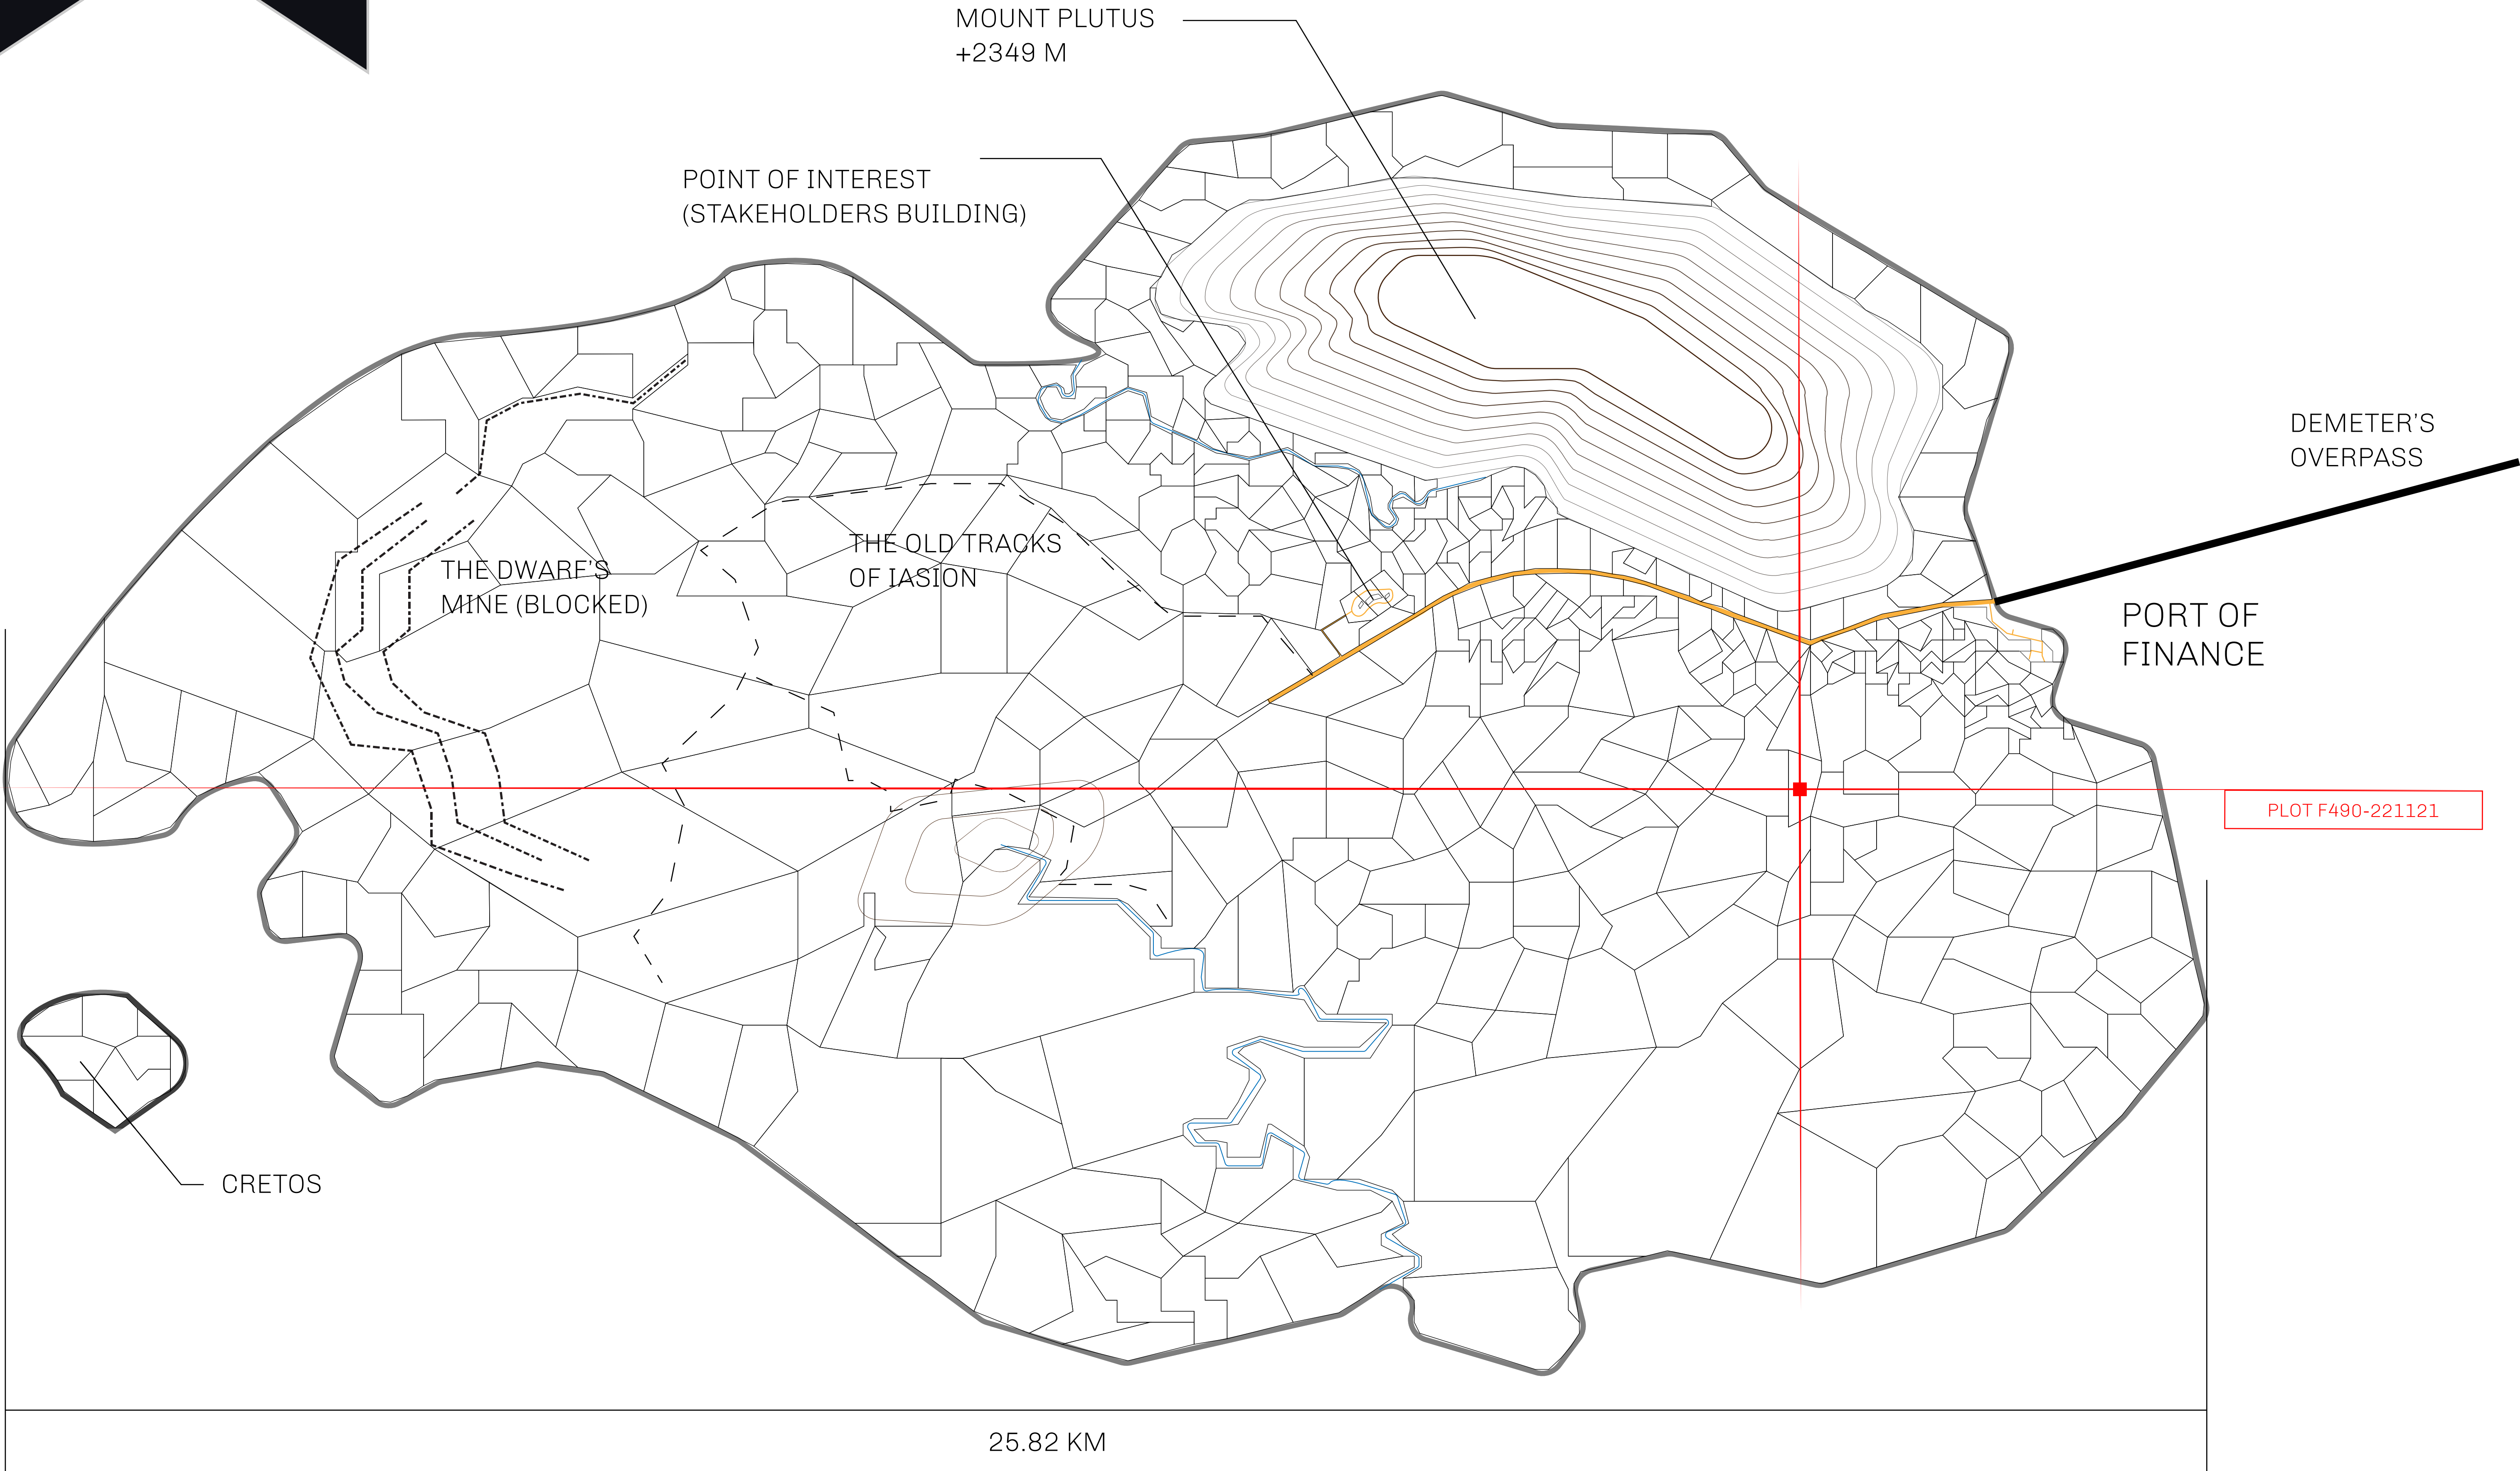 MOUNT PLUTUS
+2349 M
POINT OF INTEREST
(STAKEHOLDERS BUILDING)
DEMETER'S
OVERPASS
THE OLD TRACKS
OF IASION
THE DWARF'S
MINE (BLOCKED)
PORT OF
FINANCE
PLOT F490-221121
CRETOS
25.82 KM